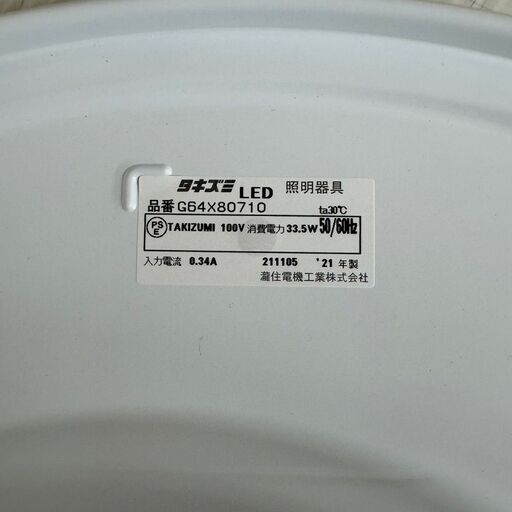 タキズミ LED 照明器具
品番 G64X80710 ta30℃
PSE TAKIZUMI 100V 消費電力 33.5W 50/60Hz
入力電流 0.34A 211105 '21 年製
瀧住電機工業株式会社